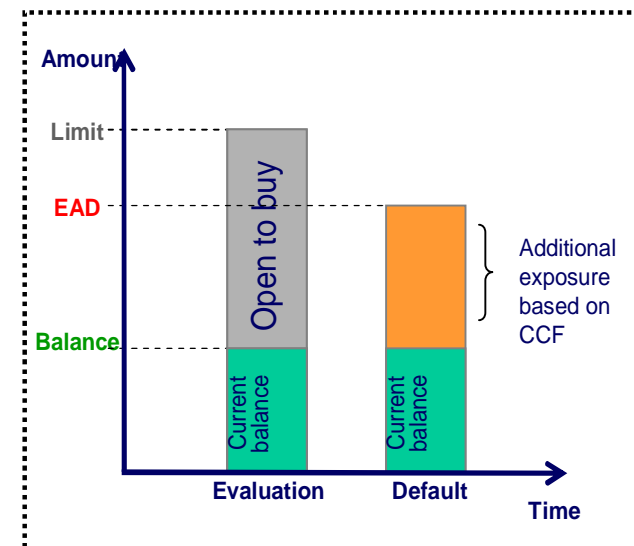 Amount
Limit
EAD
Balance
Open to buy
Current
balance
Current
balance
Additional
exposure
based on
CCF
Evaluation
Default
Time